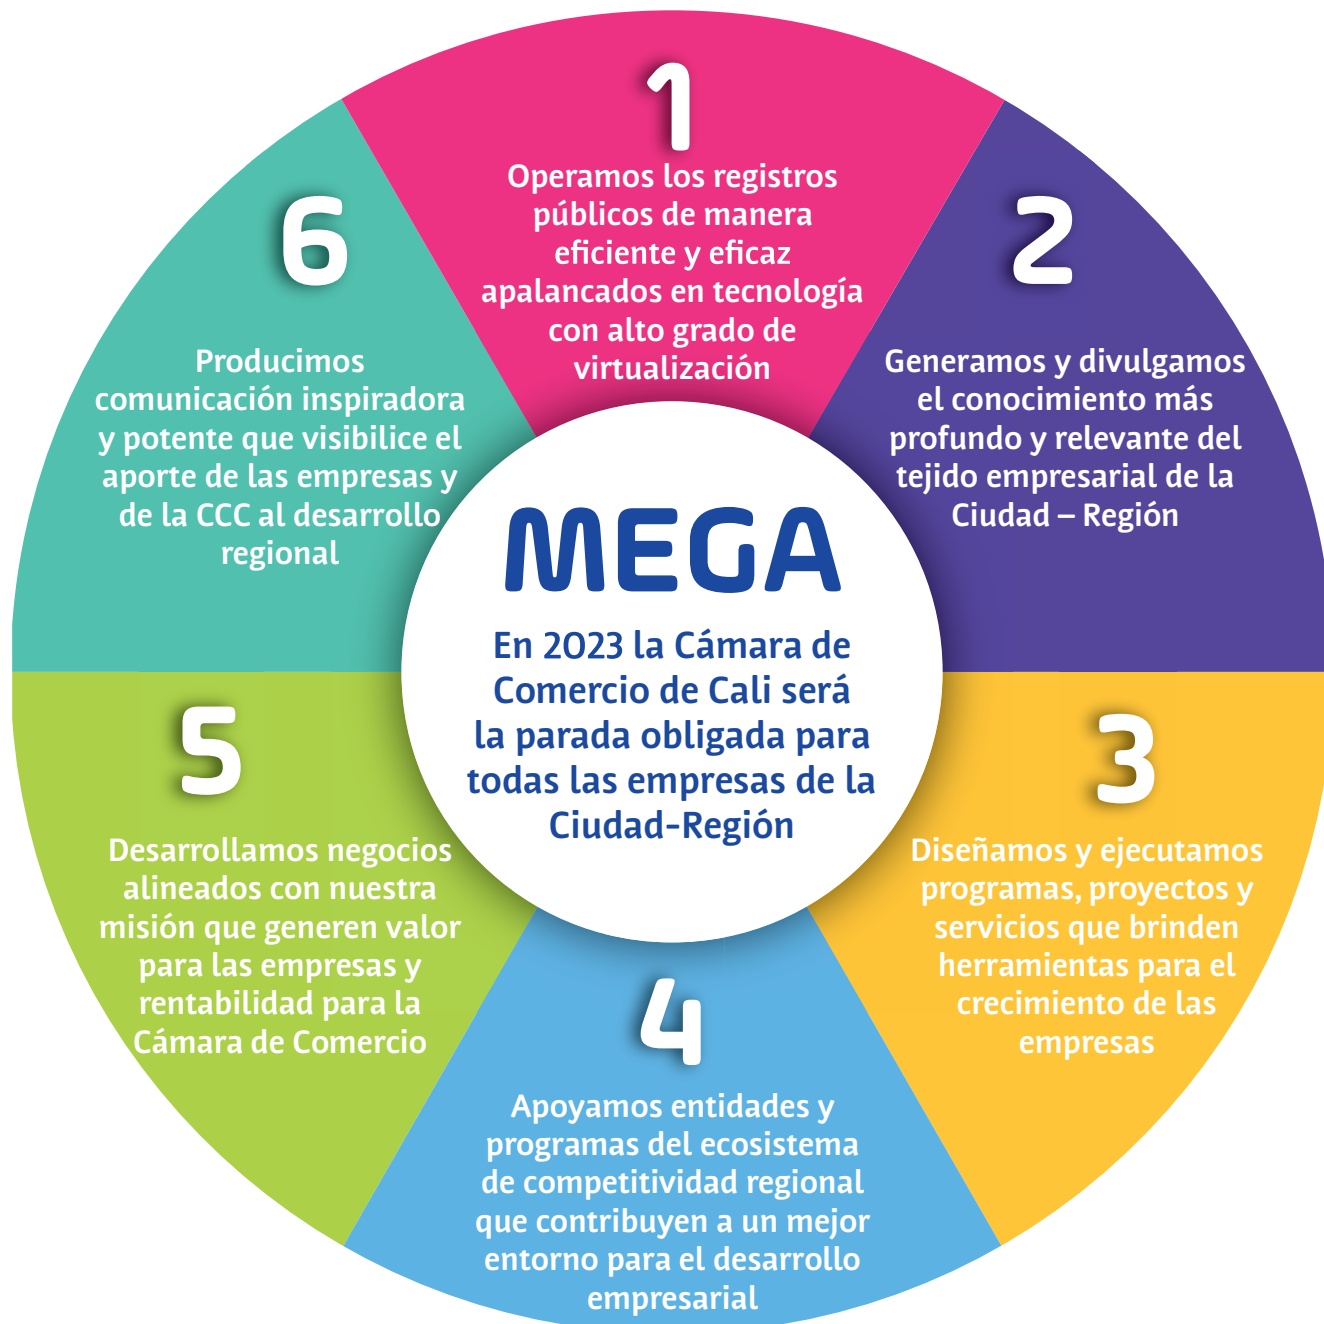 1
Operamos los registros
públicos de manera
eficiente y eficaz
apalancados en tecnología
con alto grado de
virtualización
2
Generamos y divulgamos
el conocimiento más
profundo y relevante del
tejido empresarial de la
Ciudad – Región
3
Diseñamos y ejecutamos
programas, proyectos y
servicios que brinden
herramientas para el
crecimiento de las
empresas
4
Apoyamos entidades y
programas del ecosistema
de competitividad regional
que contribuyen a un mejor
entorno para el desarrollo
empresarial
5
Desarrollamos negocios
alineados con nuestra
misión que generen valor
para las empresas y
rentabilidad para la
Cámara de Comercio
6
Producimos
comunicación inspiradora
y potente que visibilice el
aporte de las empresas y
de la CCC al desarrollo
regional
MEGA
En 2023 la Cámara de
Comercio de Cali será
la parada obligada para
todas las empresas de la
Ciudad-Región